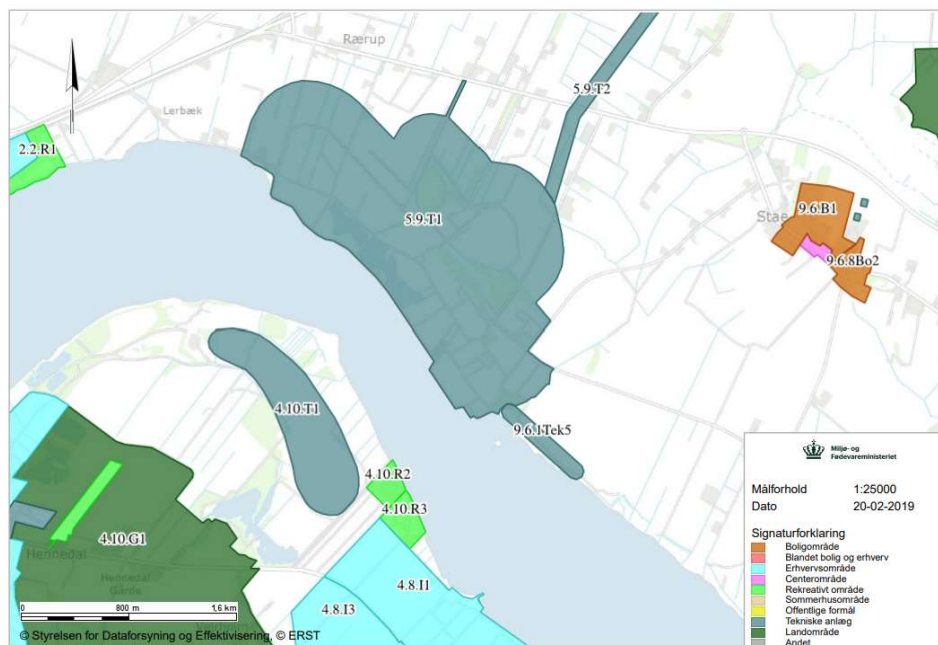 Rærup
5.9.T2
Lerbæk
2.2.R1
5.9.T1
9.6.B1
Stae
9.6.8Bo2
4.10.T1
9.6.1Tek5
4.10.R2
4.10.R3
4.10.G1
Hennedal
Hennedal
Gårde
4.8.I1
4.8.I3
0 800 m 1,6 km
© Styrelsen for Dataforsyning og Effektivisering, © ERST
Miljø- og
Fødevareministeriet
Målforhold 1:25000
Dato 20-02-2019
Signaturforklaring
Boligområde
Blandet bolig og erhverv
Erhvervsområde
Centerområde
Rekreativt område
Sommerhusområde
Offentlige formål
Tekniske anlæg
Landområde
Andet